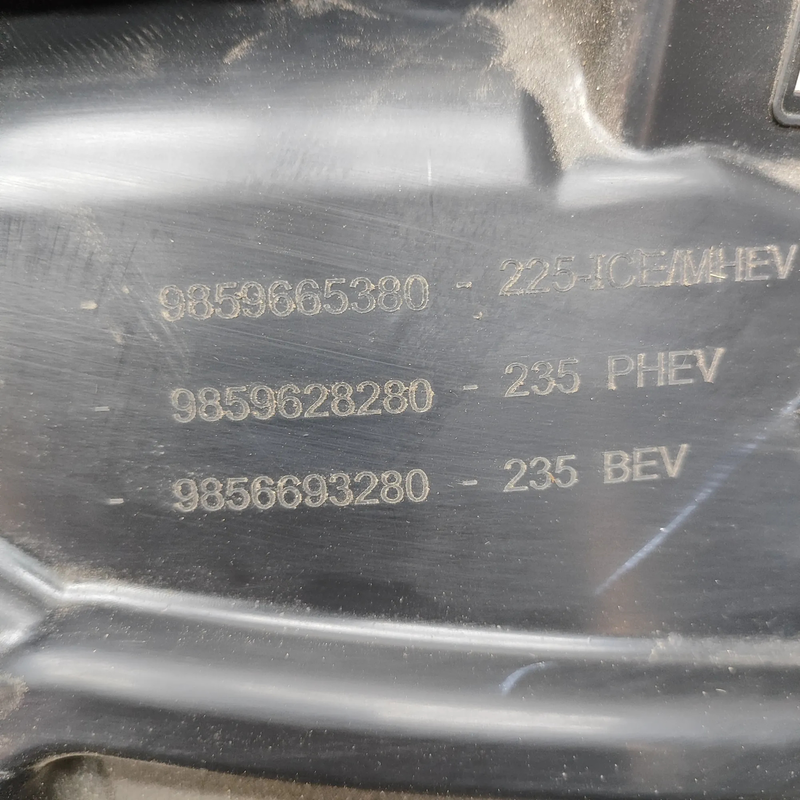 - 9859665380 - 225-ICE/MHEV
- 9859628280 - 235 PHEV
- 9856693280 - 235 BEV